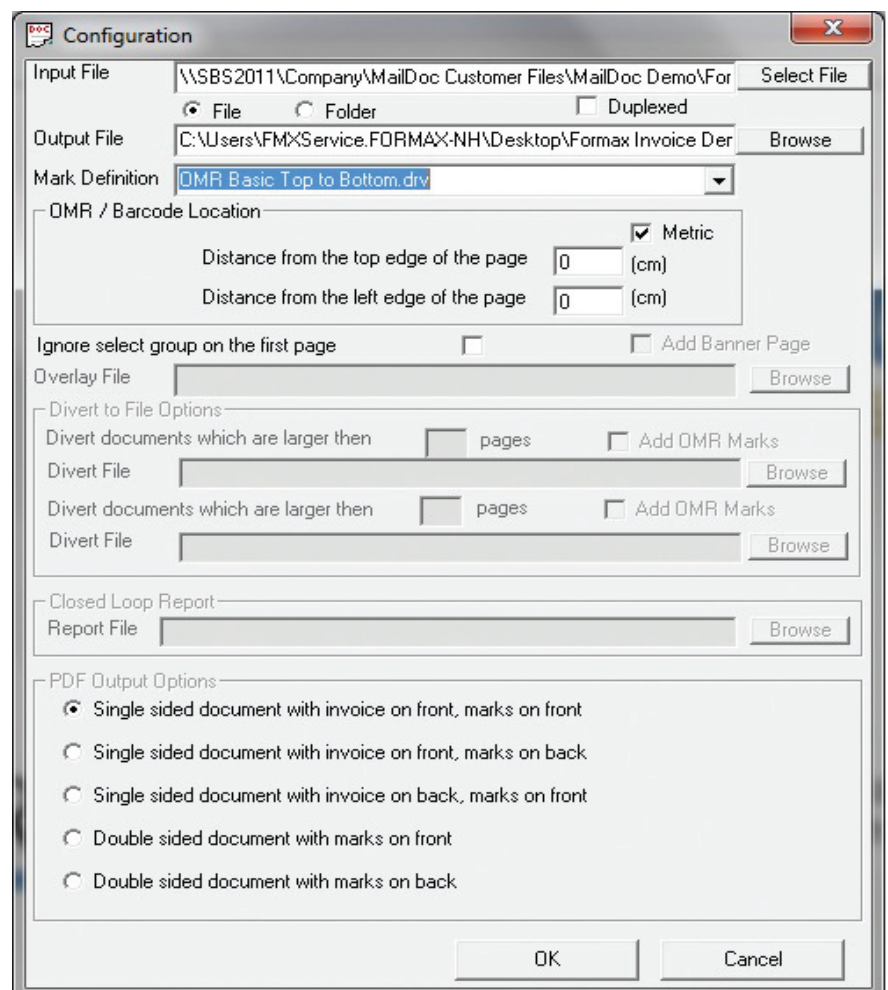 DOC
Configuration
Input File \\SBS2011\Company\MailDoc Customer Files\MailDoc Demo\For Select File
File Folder Duplexed
Output File C:\Users\FMXService.FORMAX-NH\Desktop\Formax Invoice Der Browse
Mark Definition OMR Basic Top to Bottom.drv
OMR / Barcode Location
Metric
Distance from the top edge of the page 0 (cm)
Distance from the left edge of the page 0 (cm)
Ignore select group on the first page Add Banner Page
Overlay File Browse
Divert to File Options
Divert documents which are larger then pages Add OMR Marks
Divert File Browse
Divert documents which are larger then pages Add OMR Marks
Divert File Browse
Closed Loop Report
Report File Browse
PDF Output Options
Single sided document with invoice on front, marks on front
Single sided document with invoice on front, marks on back
Single sided document with invoice on back, marks on front
Double sided document with marks on front
Double sided document with marks on back
OK Cancel